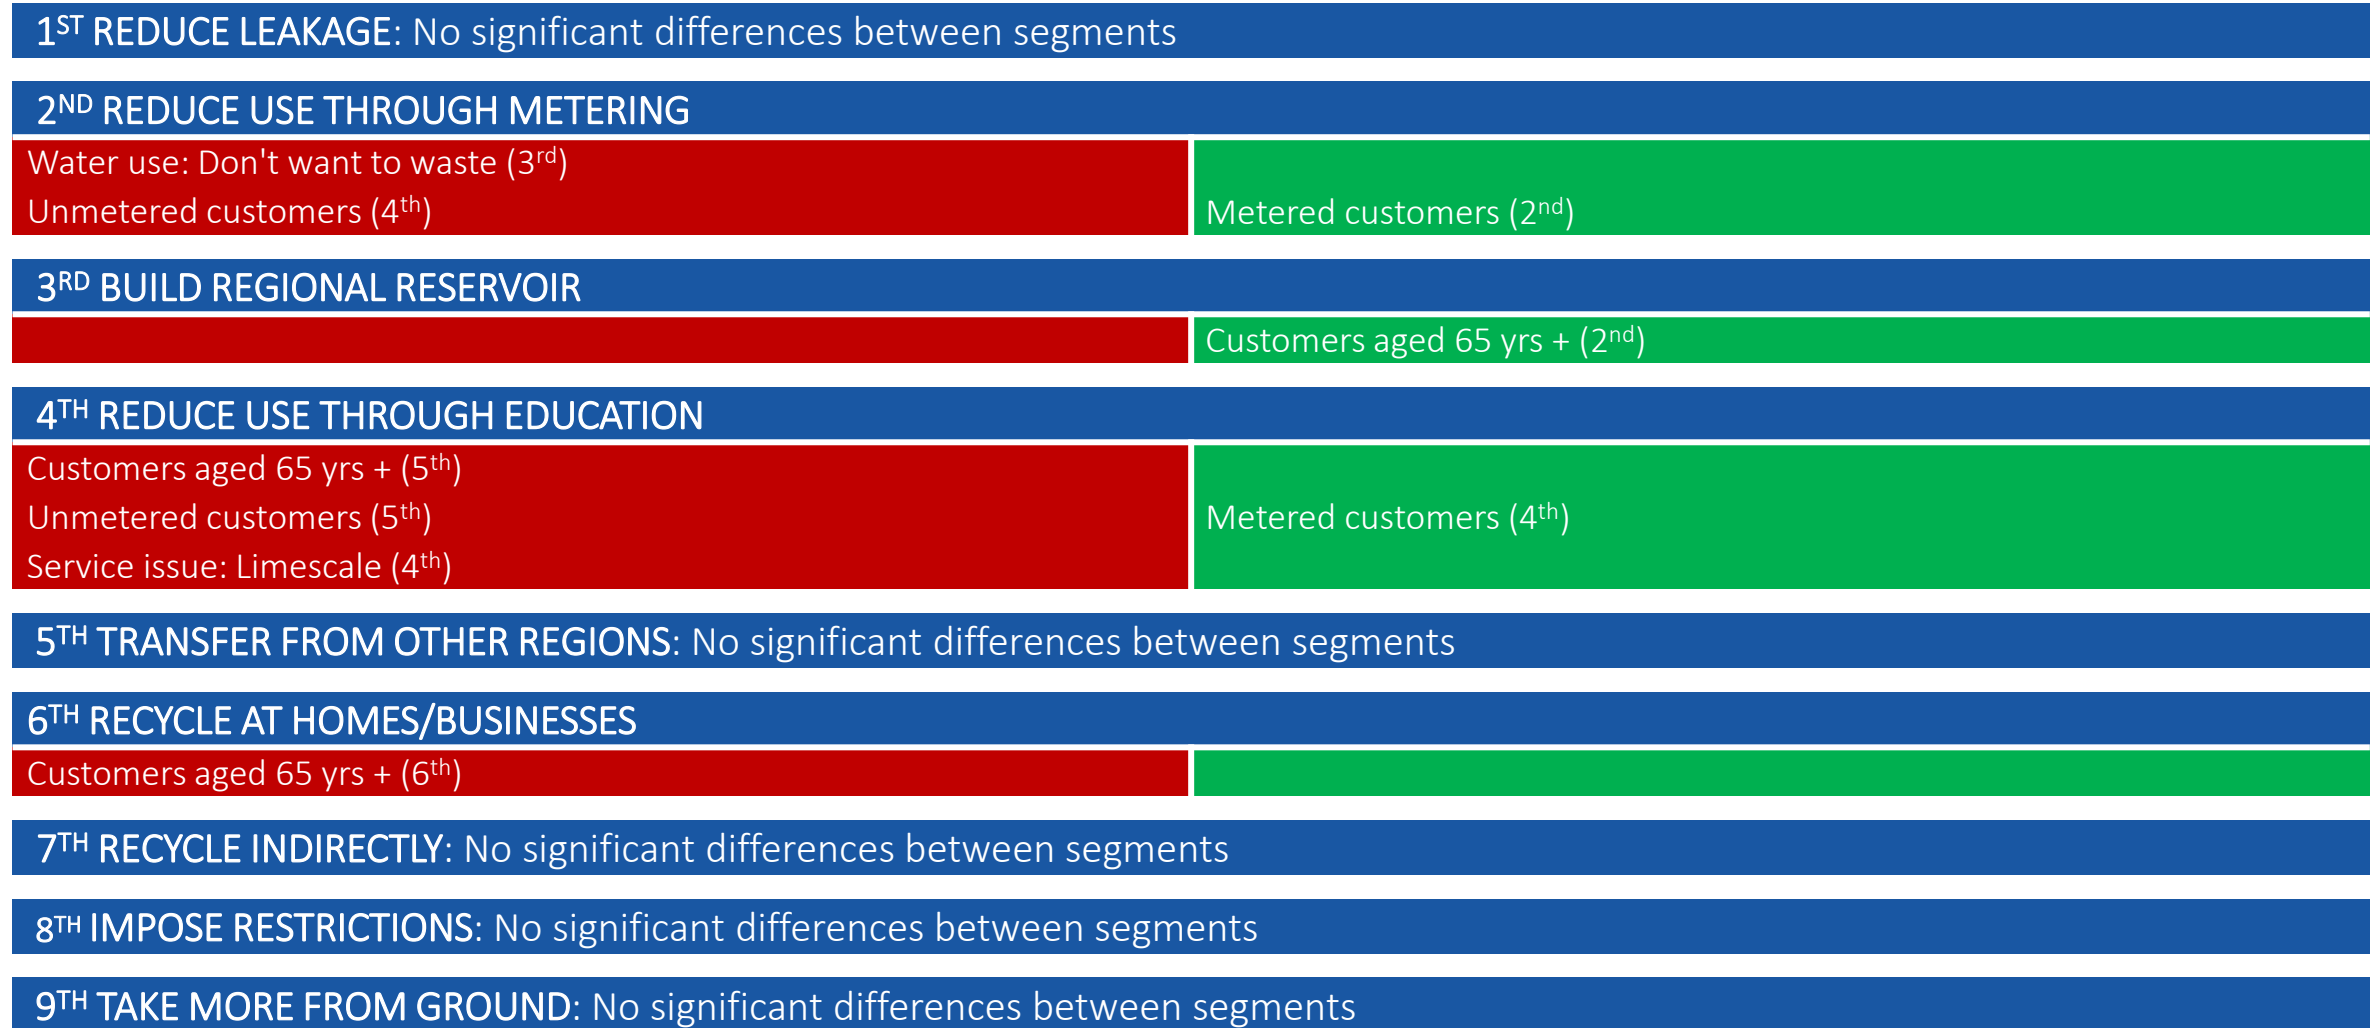 1ST REDUCE LEAKAGE: No significant differences between segments
2ND REDUCE USE THROUGH METERING
Water use: Don't want to waste (3rd)
Unmetered customers (4th)
Metered customers (2nd)
3RD BUILD REGIONAL RESERVOIR
Customers aged 65 yrs + (2nd)
4TH REDUCE USE THROUGH EDUCATION
Customers aged 65 yrs + (5th)
Unmetered customers (5th)
Service issue: Limescale (4th)
Metered customers (4th)
5TH TRANSFER FROM OTHER REGIONS: No significant differences between segments
6TH RECYCLE AT HOMES/BUSINESSES
Customers aged 65 yrs + (6th)
7TH RECYCLE INDIRECTLY: No significant differences between segments
8TH IMPOSE RESTRICTIONS: No significant differences between segments
9TH TAKE MORE FROM GROUND: No significant differences between segments